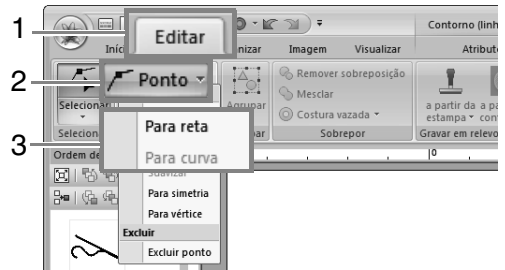 1
Editar
Contorno (linh
Iníc
nizar
Imagem
Visualizar
Atribut
2
Ponto
Selecionar
Agrupar
Remover sobreposição
Mesclar
Costura vazada
a partir da
estampa
a pa
con
Selecion
par
Sobrepor
Gravar em relevo
3
Para reta
Para curva
Ordem de
0
Suavizar
Para simetria
Para vértice
Excluir
Excluir ponto